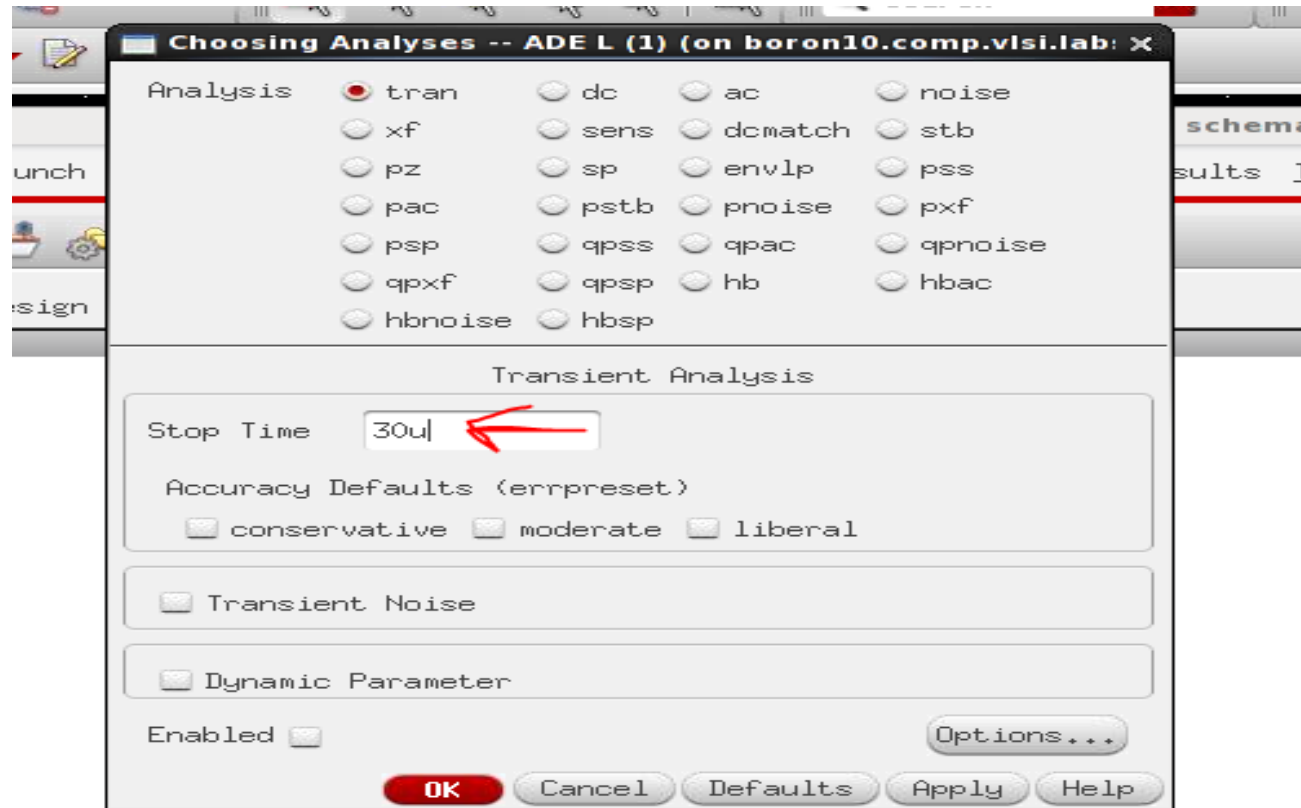 Choosing Analyses -- ADE L (1) (on boron10.comp.vlsi.lab:
Analysis tran dc ac noise
xf sens dcmatch stb
schema
unch
pz sp envlp pss
sults
pac pstb pnoise pxf
psp qpss qpac qpnoise
qpxf qpsp hb hbac
sign
hbnoise hbsp
Transient Analysis
Stop Time 30u
Accuracy Defaults (errpreset)
conservative moderate liberal
Transient Noise
Dynamic Parameter
Enabled Options...
OK Cancel Defaults Apply Help